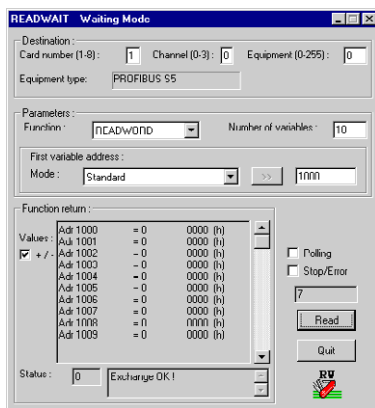 READWAIT Waiting Mode
Destination :
Card number (1-8) : 1 Channel (0-3) : 0 Equipment (0-255) : 0
Equipment type: PROFIBUS S5
Parameters :
Function : READWORD Number of variables : 10
First variable address :
Mode : Standard >> 1000
Function return :
Values :
+ / -
Adr 1000 = 0 0000 (h)
Adr 1001 = 0 0000 (h)
Adr 1002 = 0 0000 (h)
Adr 1003 = 0 0000 (h)
Adr 1004 = 0 0000 (h)
Adr 1005 = 0 0000 (h)
Adr 1006 = 0 0000 (h)
Adr 1007 = 0 0000 (h)
Adr 1008 = 0 0000 (h)
Adr 1009 = 0 0000 (h)
Polling
Stop/Error
7
Read
Quit
Status : 0 Exchange OK !
RW